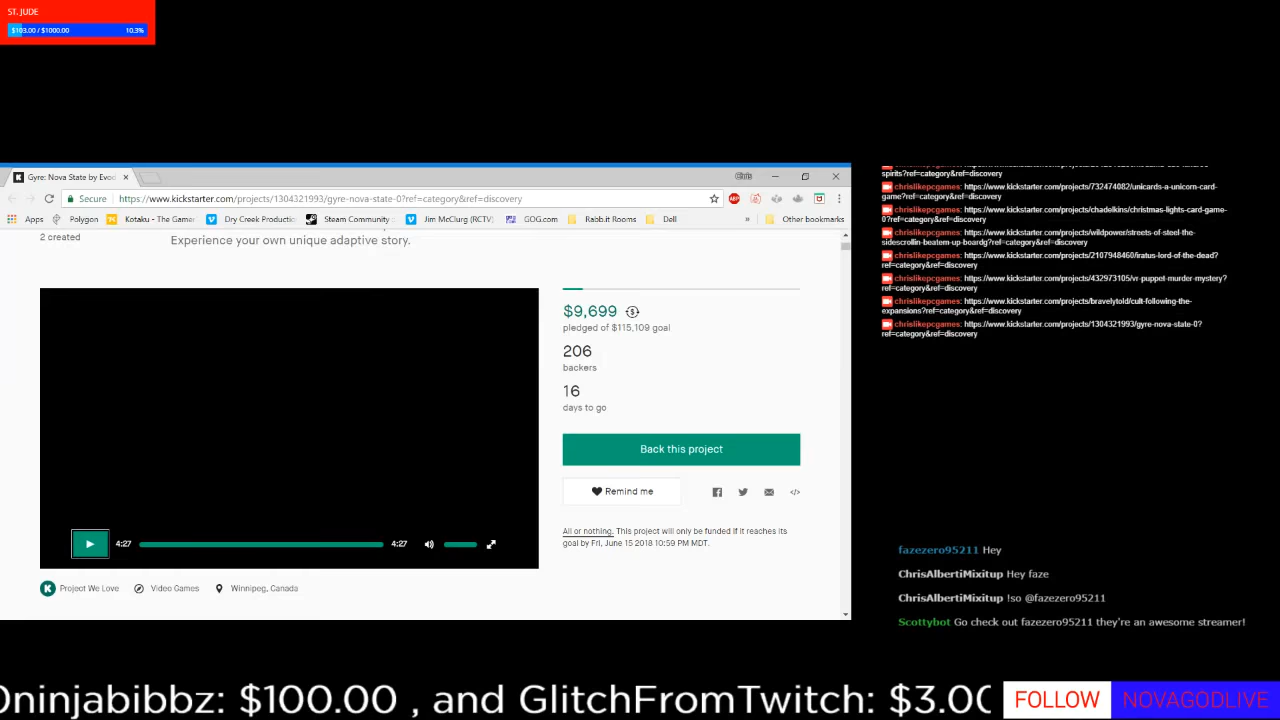 ST. JUDE
$103.00 / $1000.00 10.3%
Gyre: Nova State by Evod
Chris
Secure https://www.kickstarter.com/projects/1304321993/gyre-nova-state-0?ref=category&ref=discovery
Apps Polygon Kotaku - The Gamer Dry Creek Production Steam Community Jim McClurg (RCTV) GOG.com Rabb.it Rooms Dell » Other bookmarks
2 created
Experience your own unique adaptive story.
$9,699
pledged of $115,109 goal
206
backers
16
days to go
Back this project
Remind me
All or nothing. This project will only be funded if it reaches its
goal by Fri, June 15 2018 10:59 PM MDT.
4:27 4:27
Project We Love Video Games Winnipeg, Canada
spirits?ref=category&ref=discovery
chrislikepcgames: https://www.kickstarter.com/projects/732474082/unicards-a-unicorn-card-
game?ref=category&ref=discovery
chrislikepcgames: https://www.kickstarter.com/projects/chadelkins/christmas-lights-card-game-
0?ref=category&ref=discovery
chrislikepcgames: https://www.kickstarter.com/projects/wildpower/streets-of-steel-the-
sidescrollin-beatem-up-boardg?ref=category&ref=discovery
chrislikepcgames: https://www.kickstarter.com/projects/2107948460/iratus-lord-of-the-dead?
ref=category&ref=discovery
chrislikepcgames: https://www.kickstarter.com/projects/432973105/vr-puppet-murder-mystery?
ref=category&ref=discovery
chrislikepcgames: https://www.kickstarter.com/projects/bravelytold/cult-following-the-
expansions?ref=category&ref=discovery
chrislikepcgames: https://www.kickstarter.com/projects/1304321993/gyre-nova-state-0?
ref=category&ref=discovery
fazezero95211 Hey
ChrisAlbertiMixitup Hey faze
ChrisAlbertiMixitup !so @fazezero95211
Scottybot Go check out fazezero95211 they're an awesome streamer!
0ninjabibbz: $100.00 , and GlitchFromTwitch: $3.00
FOLLOW NOVAGODLIVE